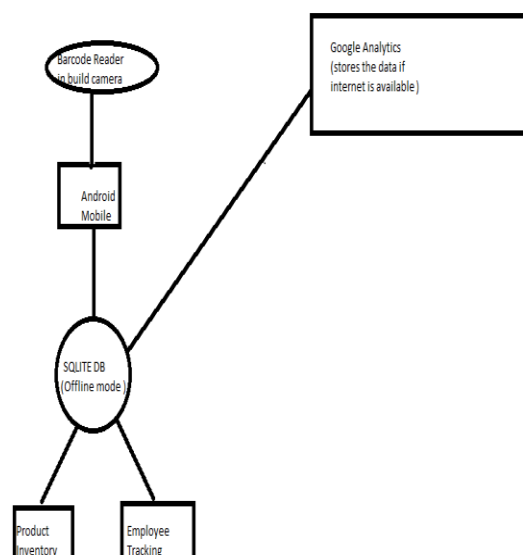 Barcode Reader
in build camera
Google Analytics
(stores the data if
internet is available )
Android
Mobile
SQLITE DB
(Offline mode )
Product
Inventory
Employee
Tracking